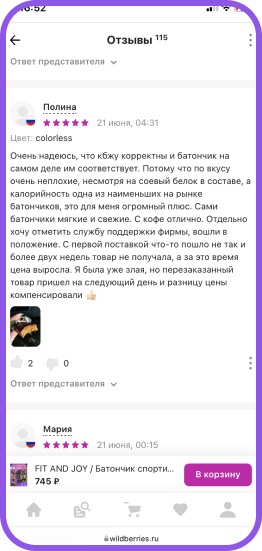 16:52
Отзывы 115
Ответ представителя
Полина
21 июня, 04:31
Цвет: colorless
Очень надеюсь, что кбжу корректны и батончик на
самом деле им соответствует. Потому что по вкусу
очень неплохие, несмотря на соевый белок в составе, а
калорийность одна из наименьших на рынке
батончиков, это для меня огромный плюс. Сами
батончики мягкие и свежие. С кофе отлично. Отдельно
хочу отметить службу поддержки фирмы, вошли в
положение. С первой поставкой что-то пошло не так и
более двух недель товар не получала, а за это время
цена выросла. Я была уже злая, но перезаказанный
товар пришел на следующий день и разницу цены
компенсировали 👍🏻
2 0
Ответ представителя
Мария
21 июня, 00:15
FIT AND JOY / Батончик спорти...
745 ₽
В корзину
wildberries.ru